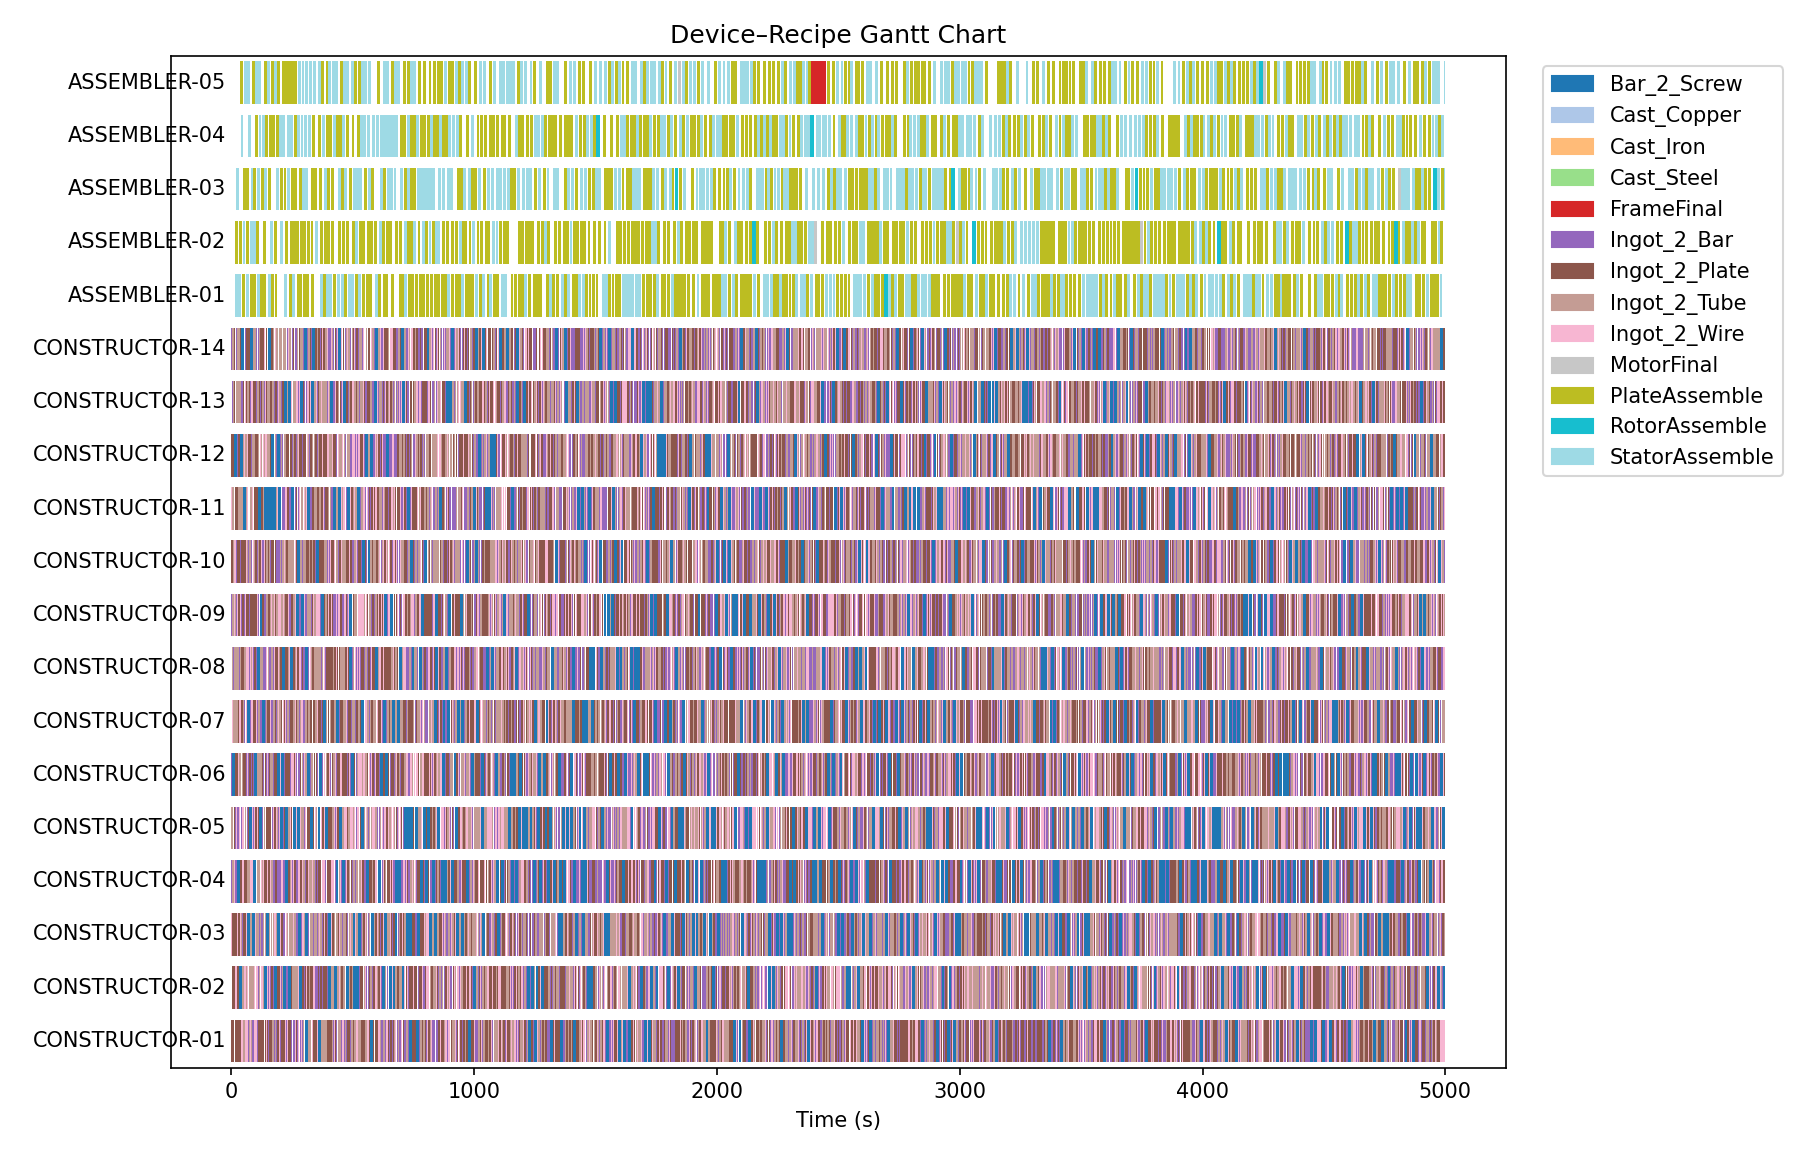 Device–Recipe Gantt Chart
ASSEMBLER-05
ASSEMBLER-04
ASSEMBLER-03
ASSEMBLER-02
ASSEMBLER-01
CONSTRUCTOR-14
CONSTRUCTOR-13
CONSTRUCTOR-12
CONSTRUCTOR-11
CONSTRUCTOR-10
CONSTRUCTOR-09
CONSTRUCTOR-08
CONSTRUCTOR-07
CONSTRUCTOR-06
CONSTRUCTOR-05
CONSTRUCTOR-04
CONSTRUCTOR-03
CONSTRUCTOR-02
CONSTRUCTOR-01
0 1000 2000 3000 4000 5000
Time (s)
Bar_2_Screw
Cast_Copper
Cast_Iron
Cast_Steel
FrameFinal
Ingot_2_Bar
Ingot_2_Plate
Ingot_2_Tube
Ingot_2_Wire
MotorFinal
PlateAssemble
RotorAssemble
StatorAssemble